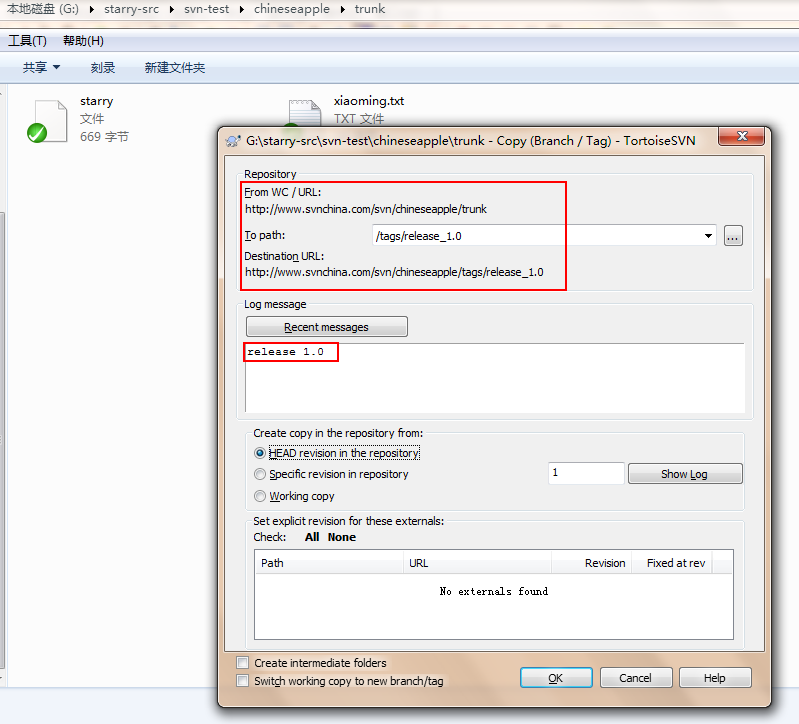 本地磁盘 (G:) ▸ starry-src ▸ svn-test ▸ chineseapple ▸ trunk
工具(T) 帮助(H)
共享 刻录 新建文件夹
starry
文件
669 字节
xiaoming.txt
TXT 文件
G:\starry-src\svn-test\chineseapple\trunk - Copy (Branch / Tag) - TortoiseSVN
Repository
From WC / URL:
http://www.svnchina.com/svn/chineseapple/trunk
To path: /tags/release_1.0 ...
Destination URL:
http://www.svnchina.com/svn/chineseapple/tags/release_1.0
Log message
Recent messages
release 1.0
Create copy in the repository from:
HEAD revision in the repository
Specific revision in repository 1 Show Log
Working copy
Set explicit revision for these externals:
Check: All None
Path URL Revision Fixed at rev
No externals found
Create intermediate folders
Switch working copy to new branch/tag
OK Cancel Help